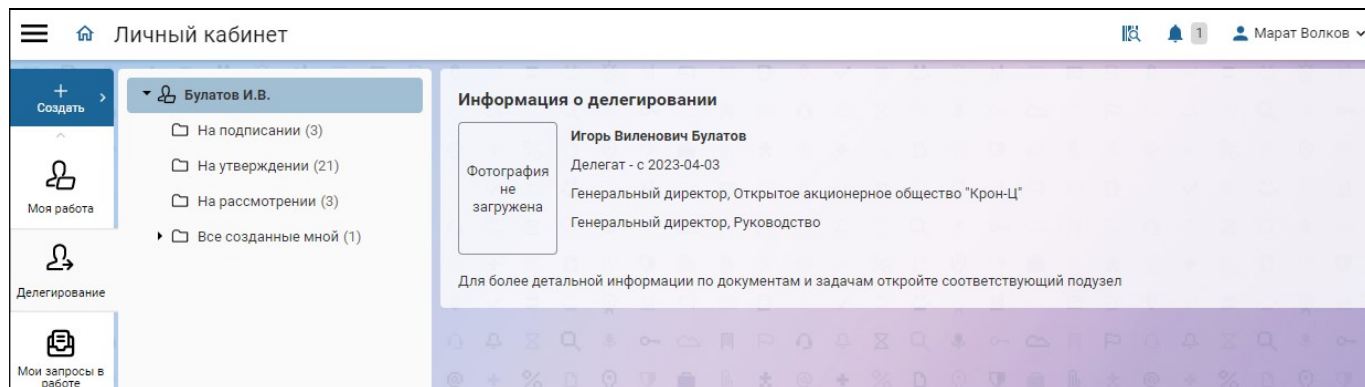 Личный кабинет
1
Марат Волков
+
Создать
Моя работа
Делегирование
Мои запросы в
работе
Булатов И.В.
На подписании (3)
На утверждении (21)
На рассмотрении (3)
Все созданные мной (1)
Информация о делегировании
Фотография
не
загружена
Игорь Виленович Булатов
Делегат - с 2023-04-03
Генеральный директор, Открытое акционерное общество "Крон-Ц"
Генеральный директор, Руководство
Для более детальной информации по документам и задачам откройте соответствующий подузел